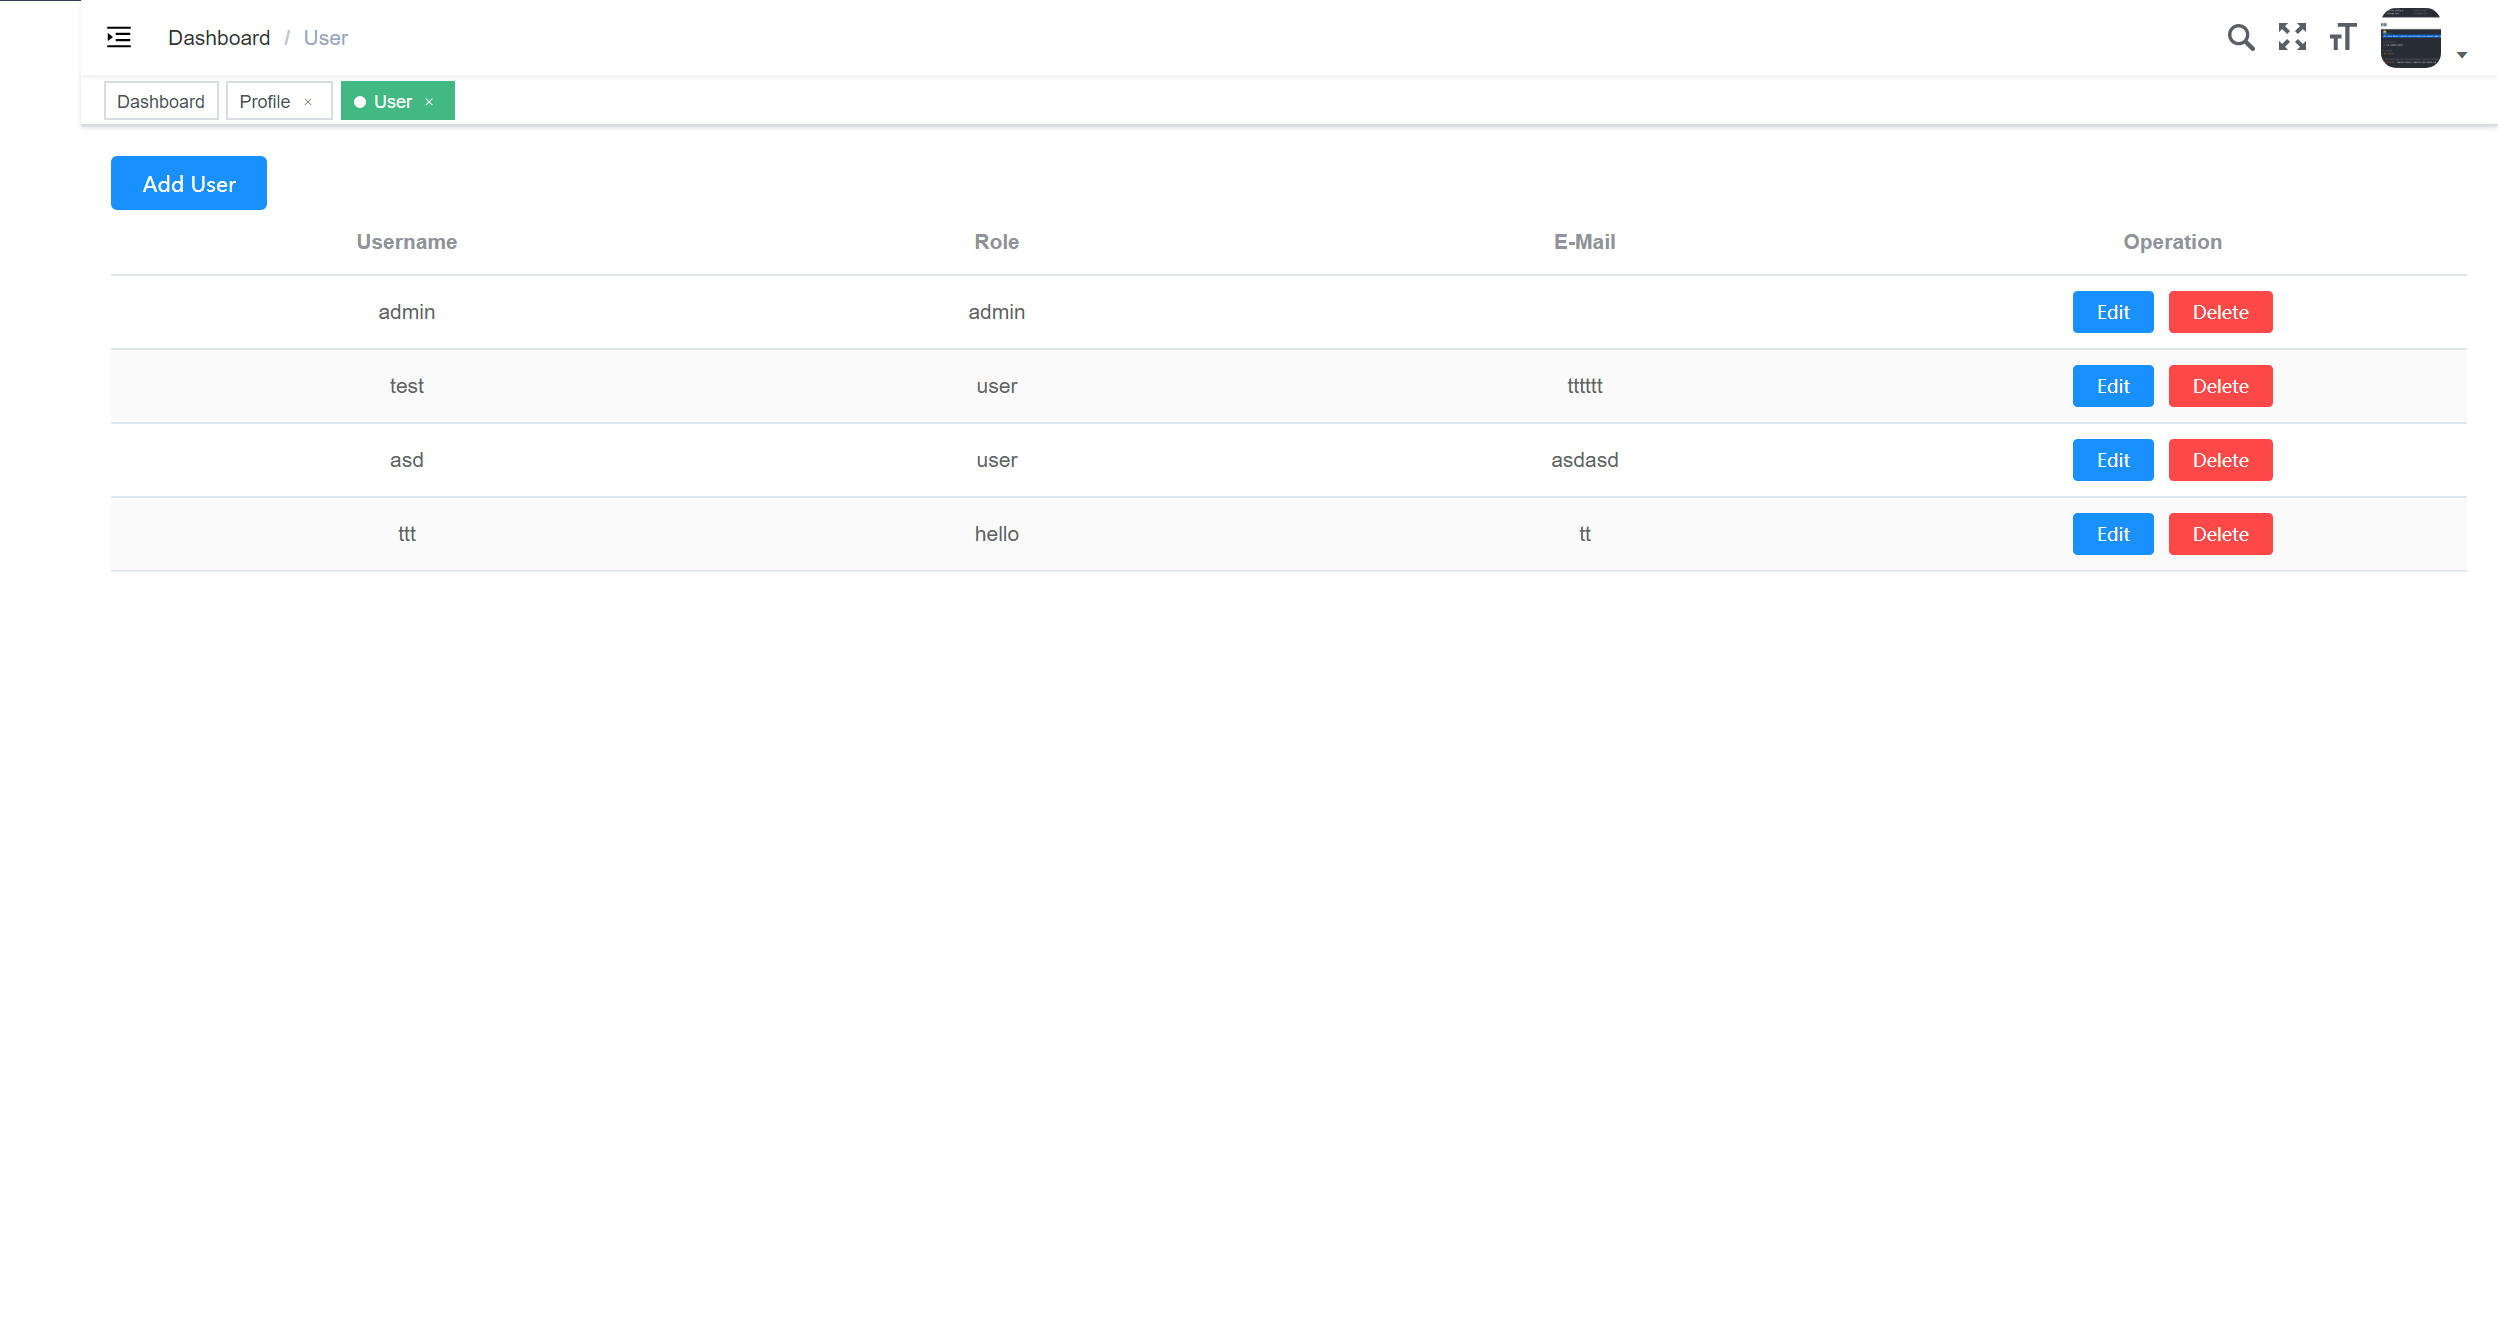 Dashboard / User
Dashboard Profile × User ×
Add User
Username Role E-Mail Operation
admin admin Edit Delete
test user tttttt Edit Delete
asd user asdasd Edit Delete
ttt hello tt Edit Delete